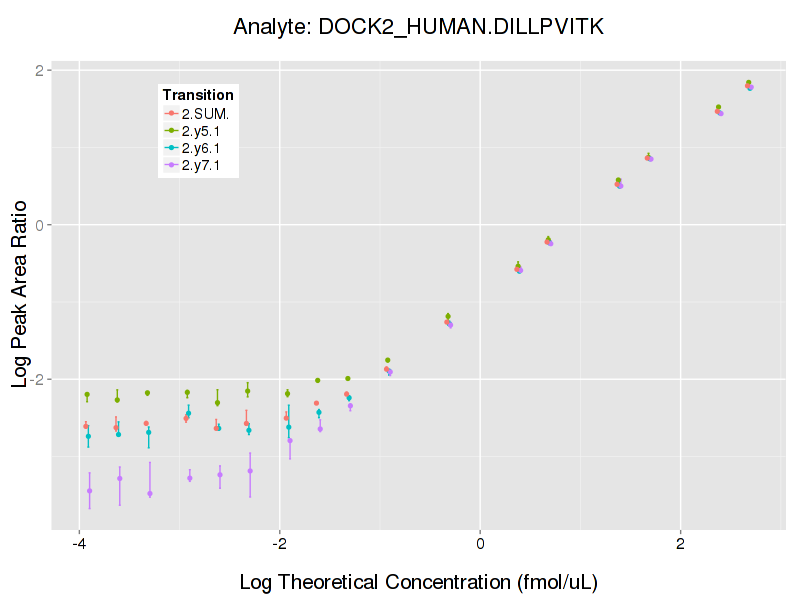 Analyte: DOCK2_HUMAN.DILLPVITK
Log Peak Area Ratio
2
0
-2
Transition
2.SUM.
2.y5.1
2.y6.1
2.y7.1
-4
-2
0
2
Log Theoretical Concentration (fmol/uL)